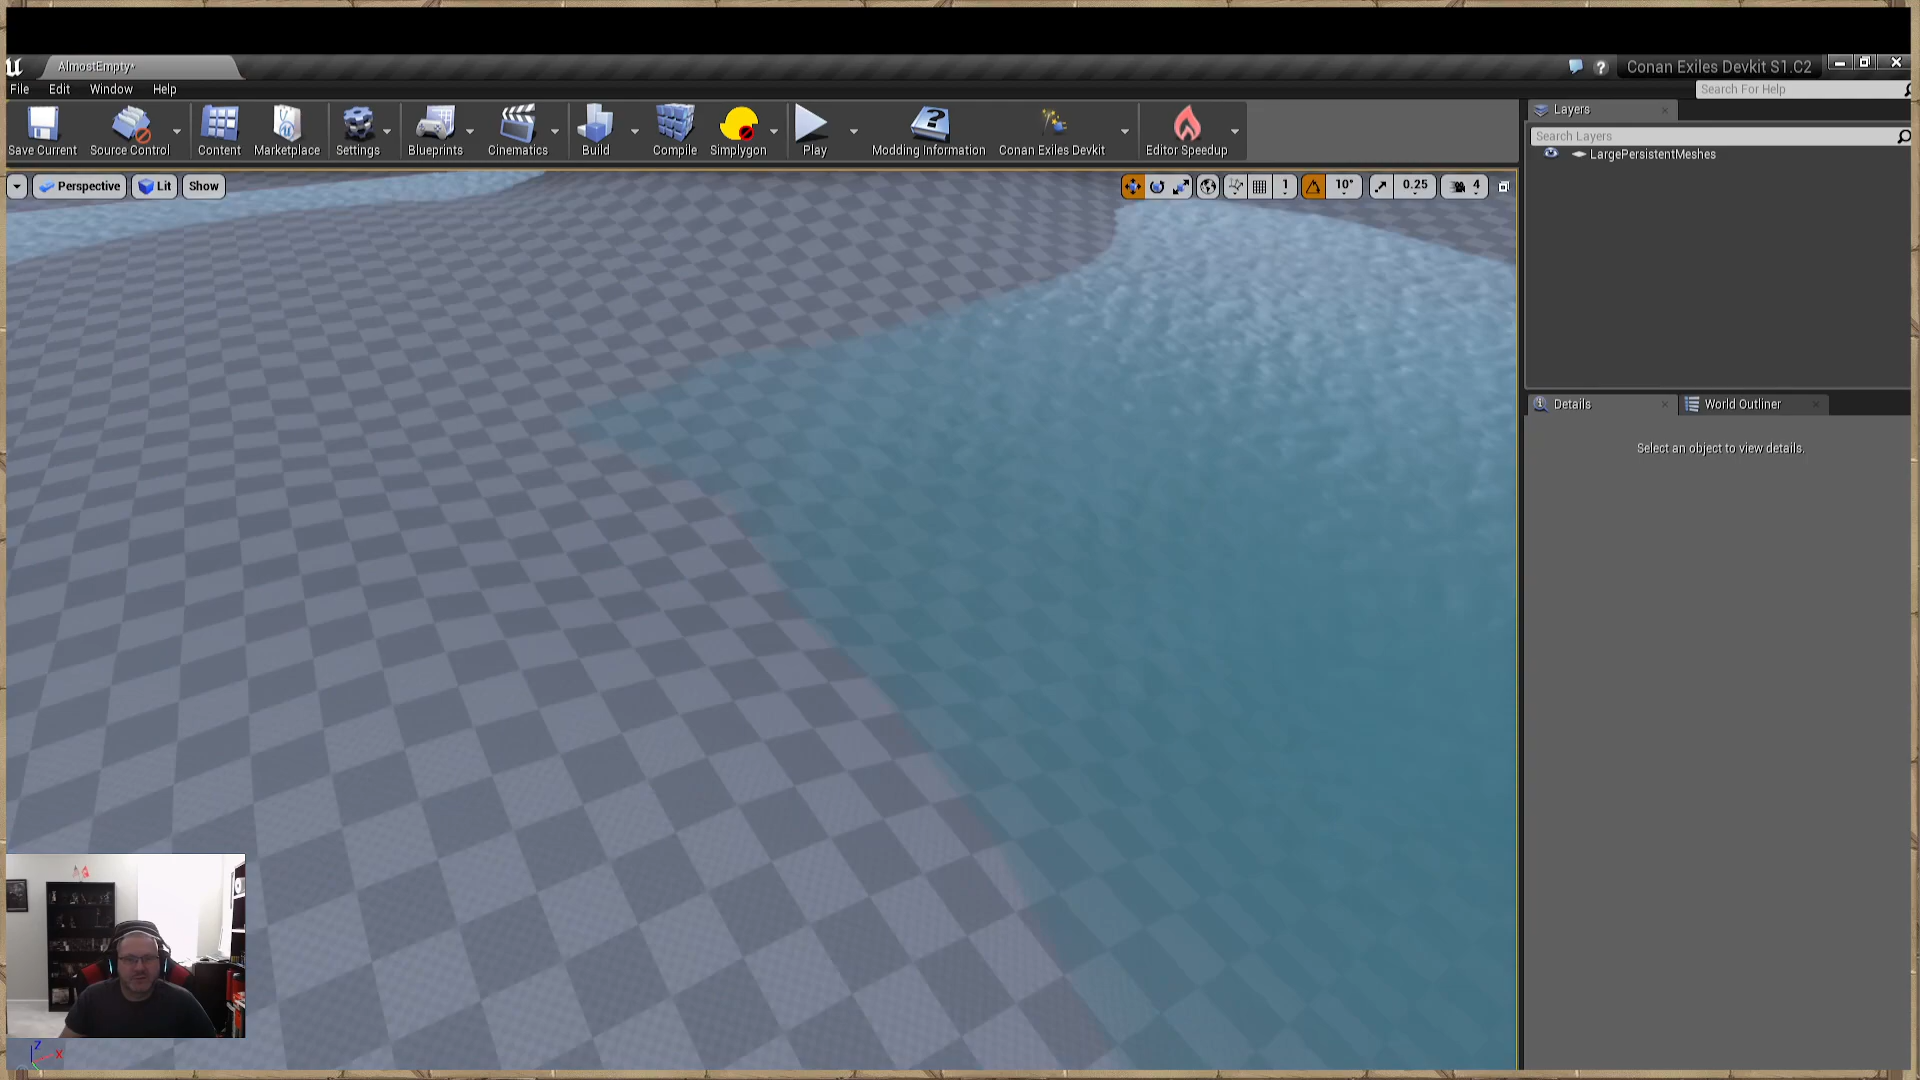 AlmostEmpty*
Conan Exiles Devkit S1.C2
File Edit Window Help
Search For Help
Save Current Source Control Content Marketplace Settings Blueprints Cinematics Build Compile Simplygon Play Modding Information Conan Exiles Devkit Editor Speedup
Layers
Search Layers
LargePersistentMeshes
Perspective Lit Show
1 10° 0.25 4
Details World Outliner
Select an object to view details.
Z
X